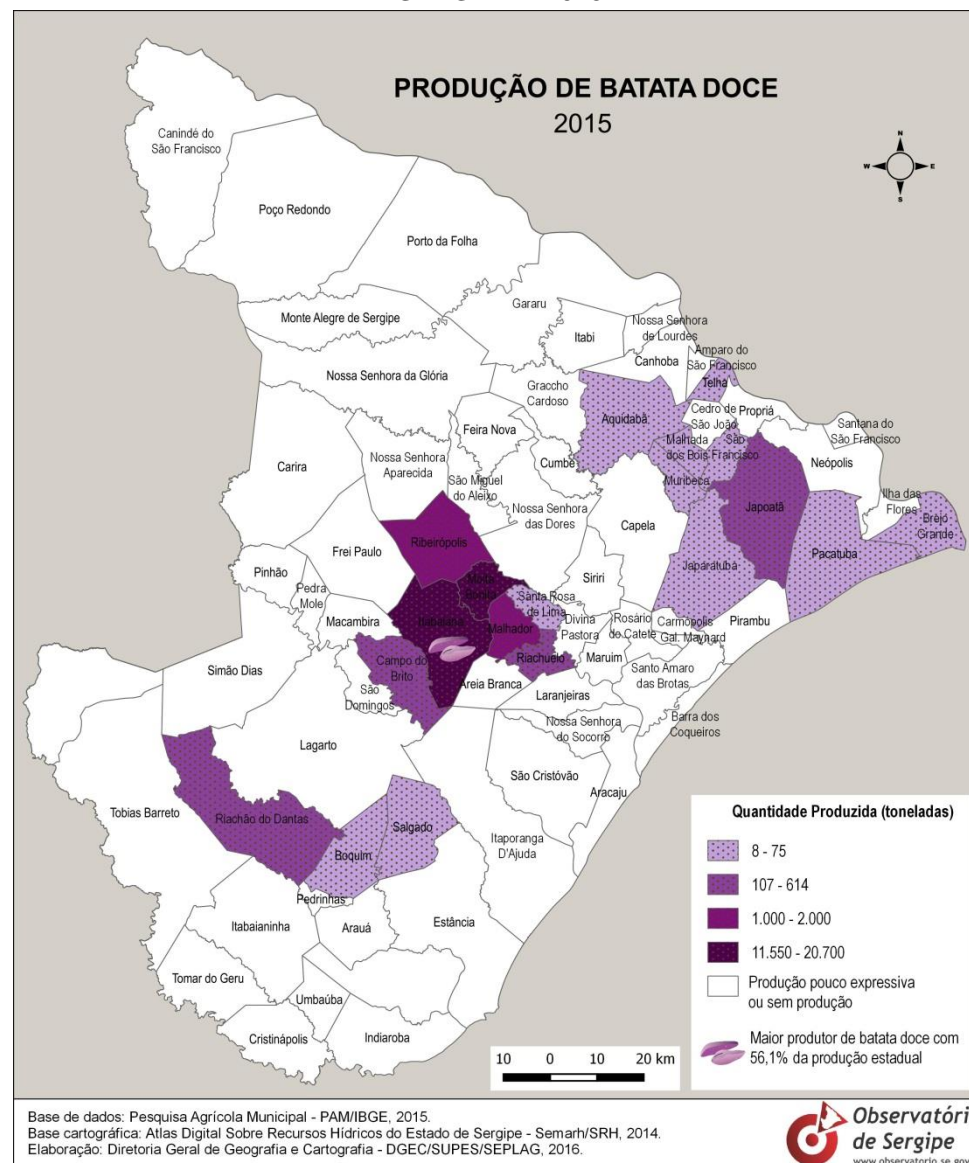 PRODUÇÃO DE BATATA DOCE
2015
N
W
E
S
Canindé do
São Francisco
Poço Redondo
Porto da Folha
Gararu
Monte Alegre de Sergipe
Itabi
Nossa Senhora
de Lourdes
Canhoba
Amparo do
São Francisco
Telha
Nossa Senhora da Glória
Graccho
Cardoso
Aquidabã
Cedro de
São João
Propriá
Santana do
São Francisco
Feira Nova
Malhada
dos Bois
São
Francisco
Neópolis
Carira
Nossa Senhora
Aparecida
Cumbe
Muribeca
São Miguel
do Aleixo
Ilha das
Flores
Brejo
Grande
Nossa Senhora
das Dores
Capela
Japoatã
Pacatuba
Ribeirópolis
Frei Paulo
Japaratuba
Pinhão
Siriri
Pedra
Mole
Moita
Bonita
Santa Rosa
de Lima
Macambira
Itabaiana
Malhador
Divina
Pastora
Rosário
do Catete
Carmópolis
Gal. Maynard
Pirambu
Simão Dias
Campo do
Brito
Riachuelo
Maruim
Santo Amaro
das Brotas
São
Domingos
Areia Branca
Laranjeiras
Barra dos
Coqueiros
Lagarto
Nossa Senhora
do Socorro
São Cristóvão
Aracaju
Tobias Barreto
Riachão do Dantas
Salgado
Boquim
Itaporanga
D'Ajuda
Pedrinhas
Itabaianinha
Arauá
Estância
Tomar do Geru
Umbaúba
Cristinápolis
Indiaroba
Quantidade Produzida (toneladas)
8 - 75
107 - 614
1.000 - 2.000
11.550 - 20.700
Produção pouco expressiva
ou sem produção
Maior produtor de batata doce com
56,1% da produção estadual
10 0 10 20 km
Base de dados: Pesquisa Agrícola Municipal - PAM/IBGE, 2015.
Base cartográfica: Atlas Digital Sobre Recursos Hídricos do Estado de Sergipe - Semarh/SRH, 2014.
Elaboração: Diretoria Geral de Geografia e Cartografia - DGEC/SUPES/SEPLAG, 2016.
Observatóri
de Sergipe
www.observatorio.se.gov